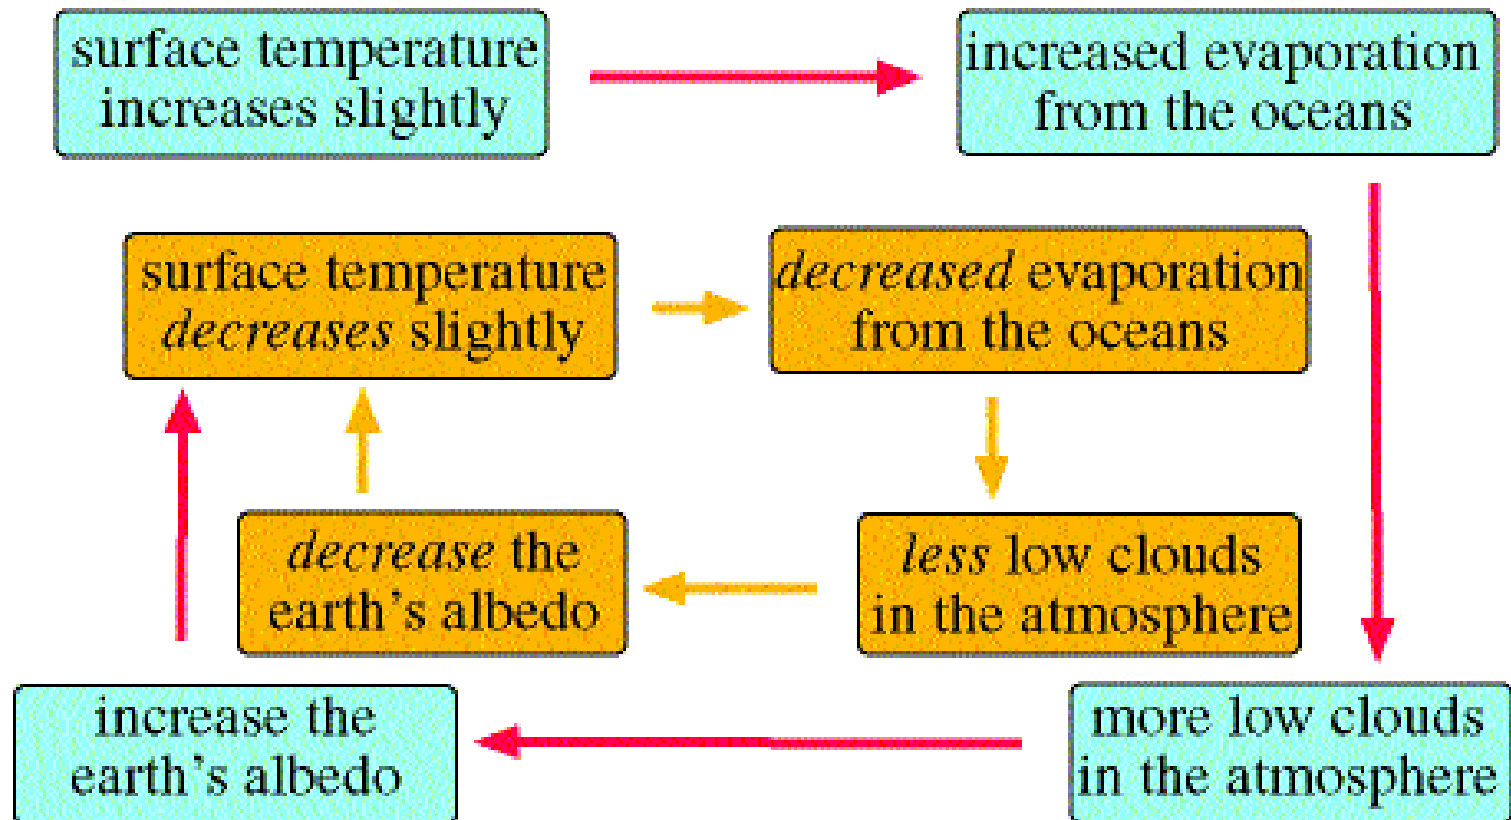 surface temperature
increases slightly
increased evaporation
from the oceans
surface temperature
decreases slightly
decreased evaporation
from the oceans
decrease the
earth's albedo
less low clouds
in the atmosphere
increase the
earth's albedo
more low clouds
in the atmosphere